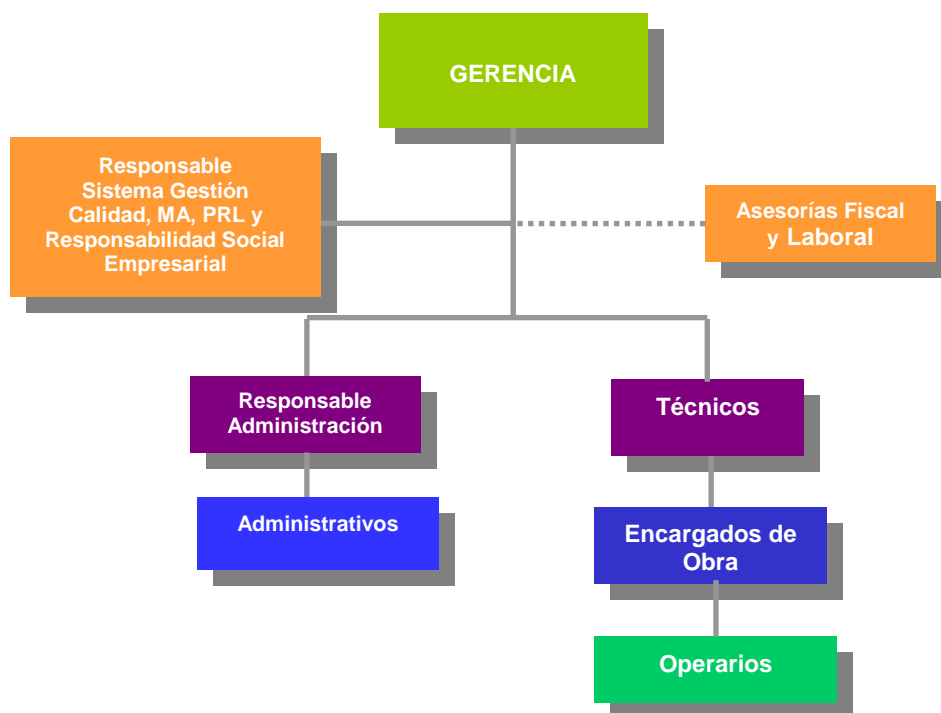 GERENCIA
Responsable
Sistema Gestión
Calidad, MA, PRL y
Responsabilidad Social
Empresarial
Asesorías Fiscal
y Laboral
Responsable
Administración
Técnicos
Administrativos
Encargados de
Obra
Operarios